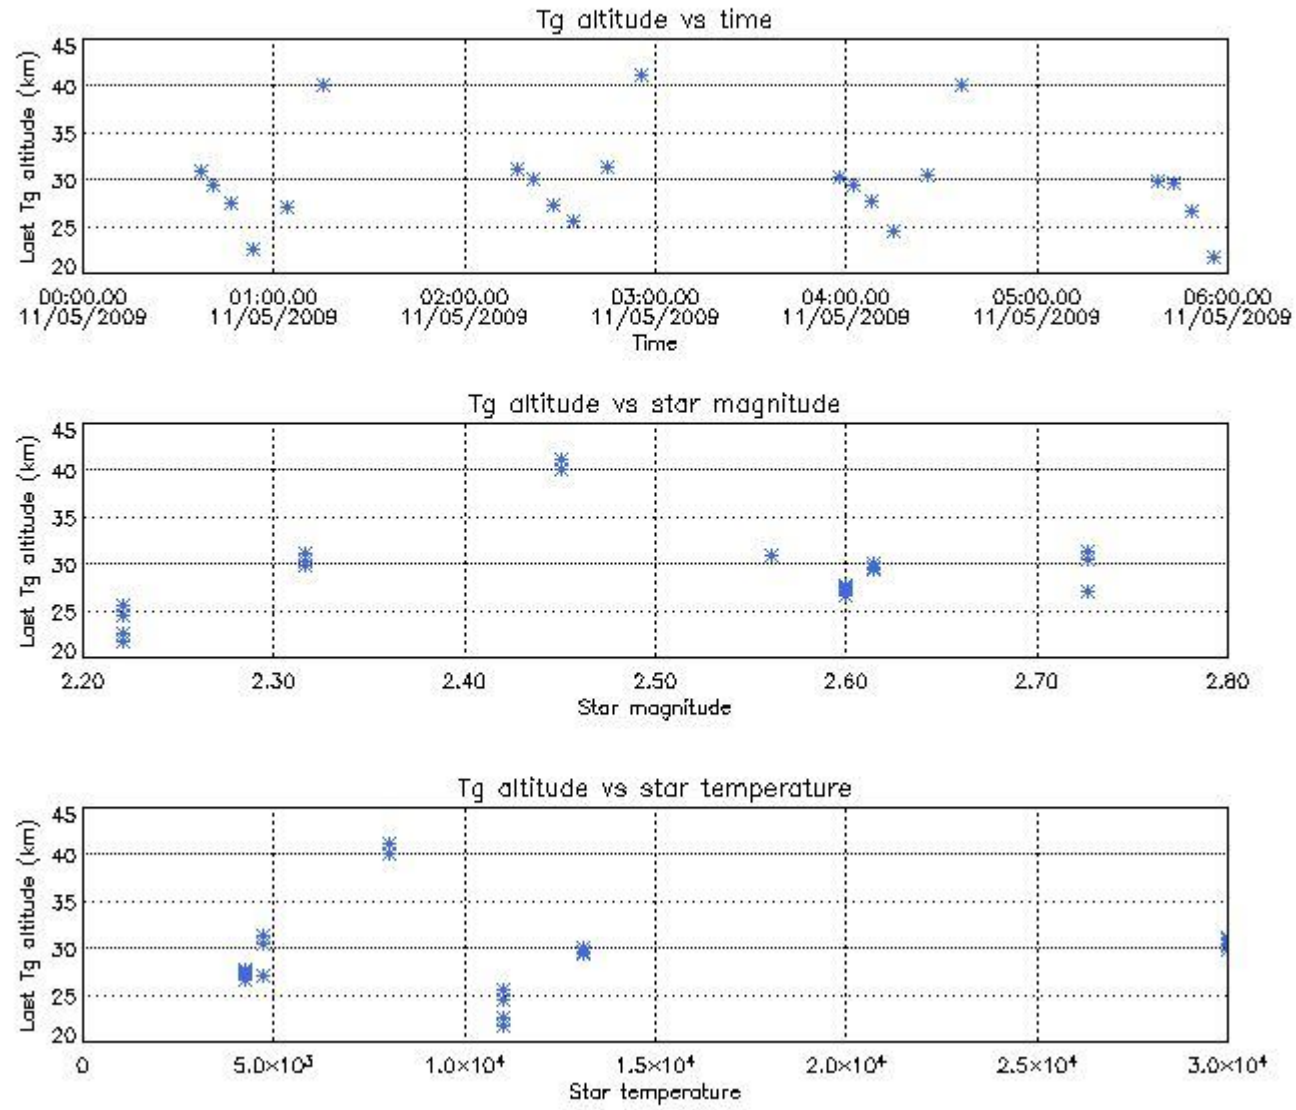 Tg altitude vs time
Last Tg altitude (km)
45
40
35
30
25
20
00:00.00 01:00.00 02:00.00 03:00.00 04:00.00 05:00.00 06:00.00
11/05/2009 11/05/2009 11/05/2009 11/05/2009 11/05/2009 11/05/2009 11/05/2009
Time
Tg altitude vs star magnitude
Last Tg altitude (km)
45
40
35
30
25
20
2.20 2.30 2.40 2.50 2.60 2.70 2.80
Star magnitude
Tg altitude vs star temperature
Last Tg altitude (km)
45
40
35
30
25
20
0 5.0×10³ 1.0×10⁴ 1.5×10⁴ 2.0×10⁴ 2.5×10⁴ 3.0×10⁴
Star temperature